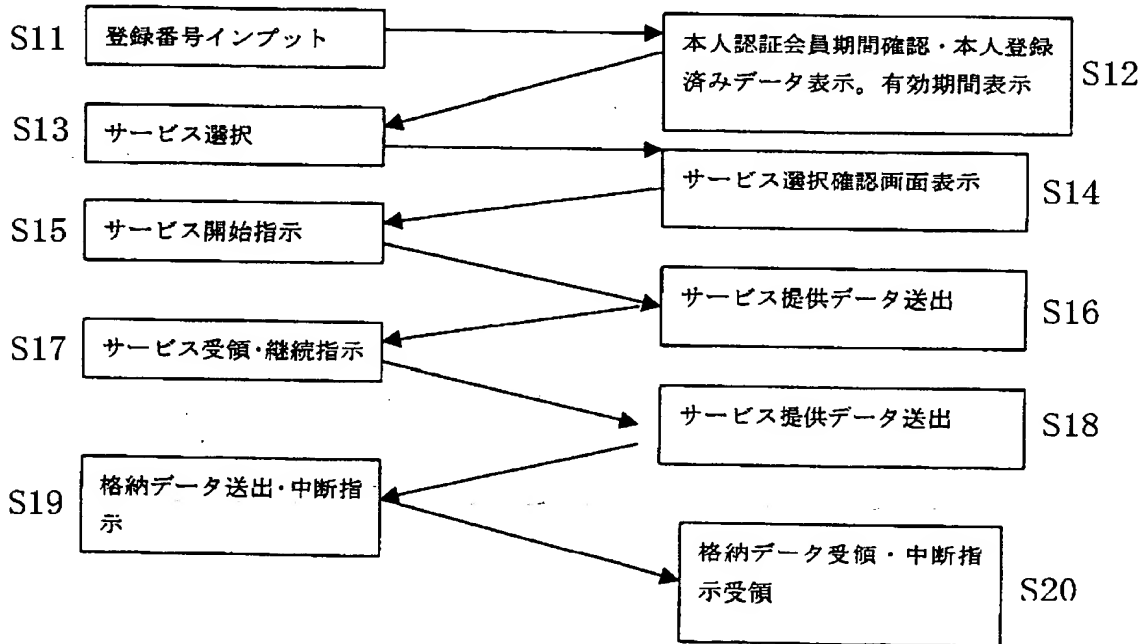 S11
登録番号インプット
本人認証会員期間確認・本人登録
済みデータ表示。有効期間表示
S12
S13
サービス選択
サービス選択確認画面表示
S14
S15
サービス開始指示
サービス提供データ送出
S16
S17
サービス受領・継続指示
サービス提供データ送出
S18
S19
格納データ送出・中断指
示
格納データ受領・中断指
示受領
S20